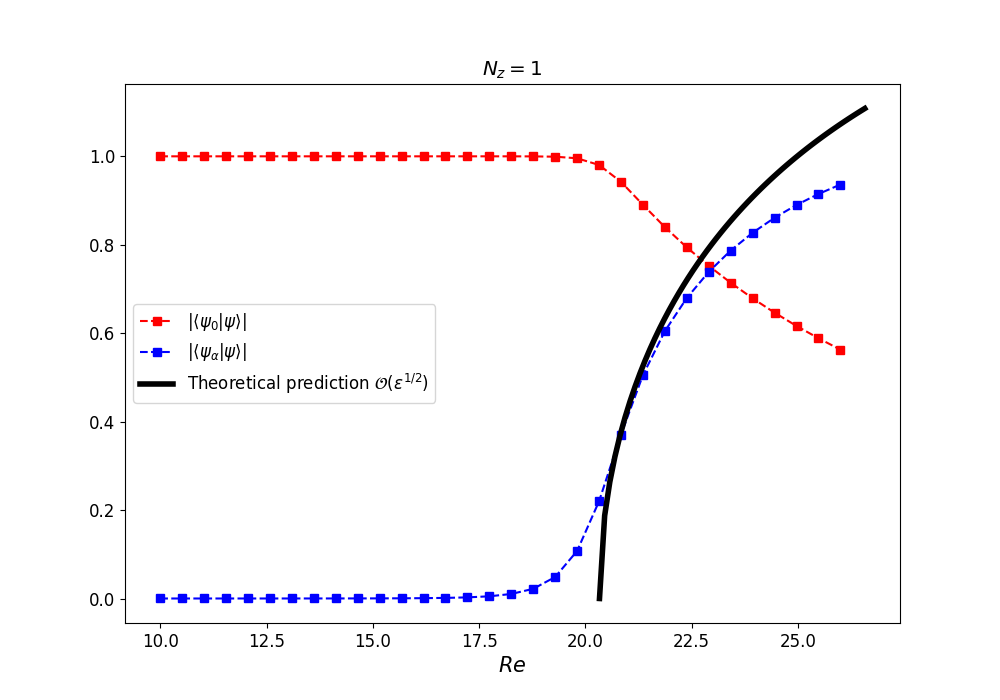 N_z = 1
1.0
0.8
0.6
0.4
0.2
0.0
|⟨ψ₀|ψ⟩|
|⟨ψ_α|ψ⟩|
Theoretical prediction 𝒪(ε^{1/2})
10.0 12.5 15.0 17.5 20.0 22.5 25.0
Re